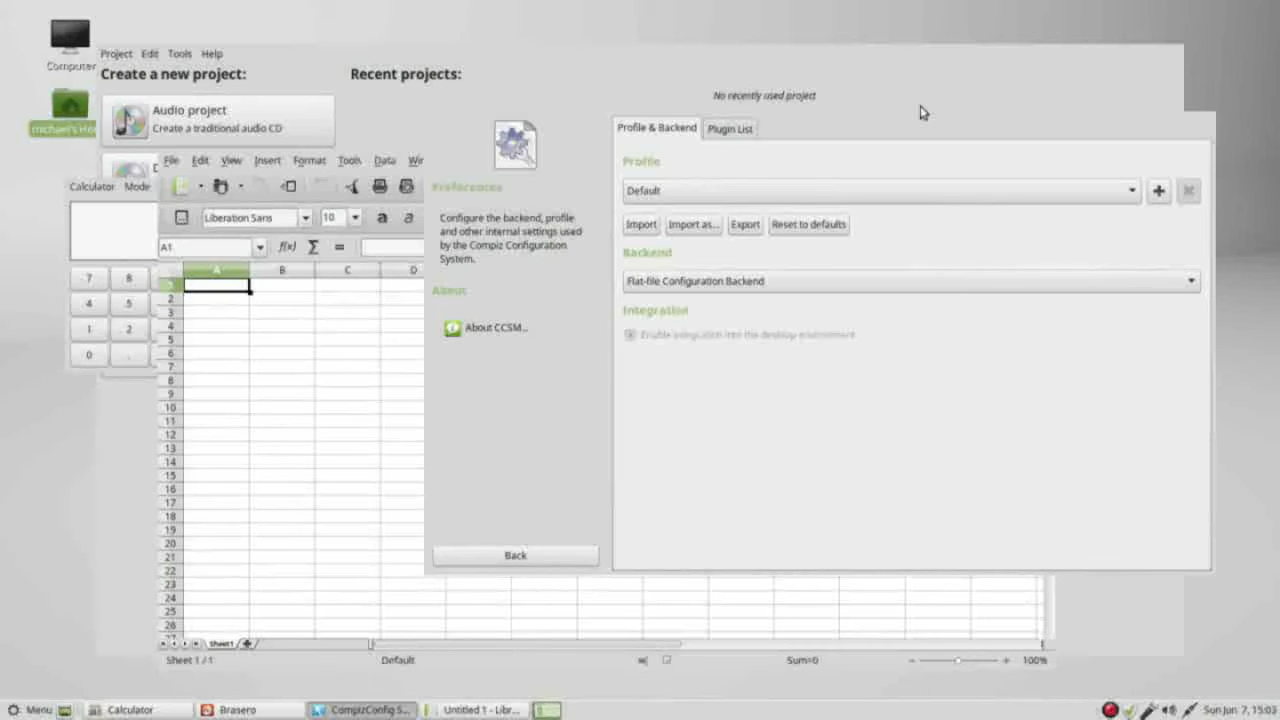 Computer
michael's Ho
Project Edit Tools Help
Create a new project:
Recent projects:
No recently used project
Audio project
Create a traditional audio CD
D
File Edit View Insert Format Tools Data Wi
Calculator Mode
Liberation Sans 10 a a
A1 f(x) Σ =
A B C D
7 8
4 5
1 2
0 .
1
2
3
4
5
6
7
8
9
10
11
12
13
14
15
16
17
18
19
20
21
22
23
24
25
26
27
Preferences
Configure the backend, profile
and other internal settings used
by the Compiz Configuration
System.
About
About CCSM...
Back
Profile & Backend Plugin List
Profile
Default
Import Import as... Export Reset to defaults
Backend
Flat-file Configuration Backend
Integration
Enable integration into the desktop environment
Sheet1
Sheet 1 / 1 Default Sum=0 100%
Menu Calculator Brasero CompizConfig S... Untitled 1 - Libr... Sun Jun 7, 15:03